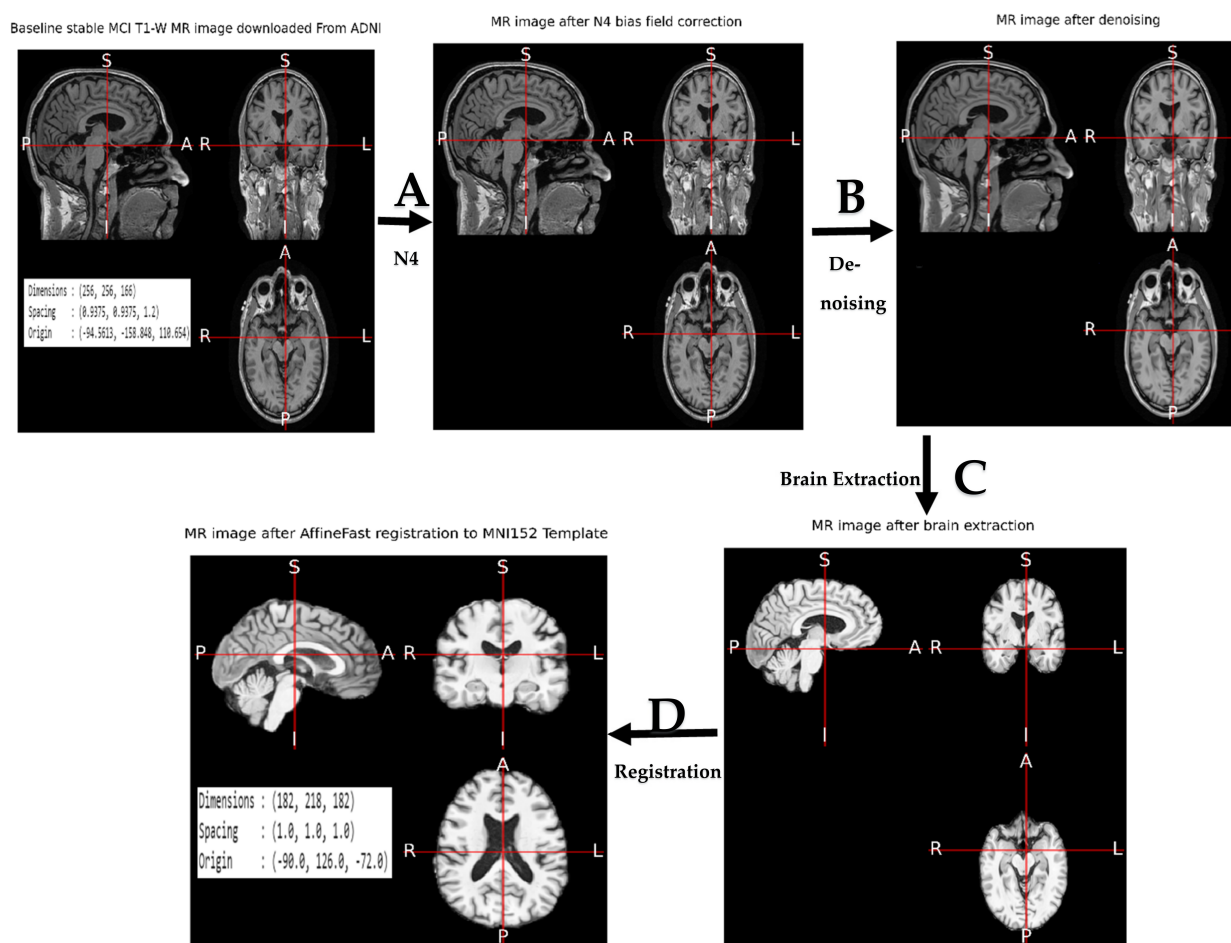 Baseline stable MCI T1-W MR image downloaded From ADNI
S
P
A
R
L
I
A
Dimensions : (256, 256, 166)
Spacing : (0.9375, 0.9375, 1.2)
Origin : (-94.5613, -158.848, 110.654)
R
L
P
A
N4
MR image after N4 bias field correction
S
P
A
R
L
I
A
R
L
P
B
De-
noising
MR image after denoising
S
P
A
R
I
A
R
P
Brain Extraction
C
MR image after brain extraction
S
P
A
R
L
I
A
R
L
P
D
Registration
MR image after AffineFast registration to MNI152 Template
S
P
A
R
L
I
A
Dimensions : (182, 218, 182)
Spacing : (1.0, 1.0, 1.0)
Origin : (-90.0, 126.0, -72.0)
R
L
P